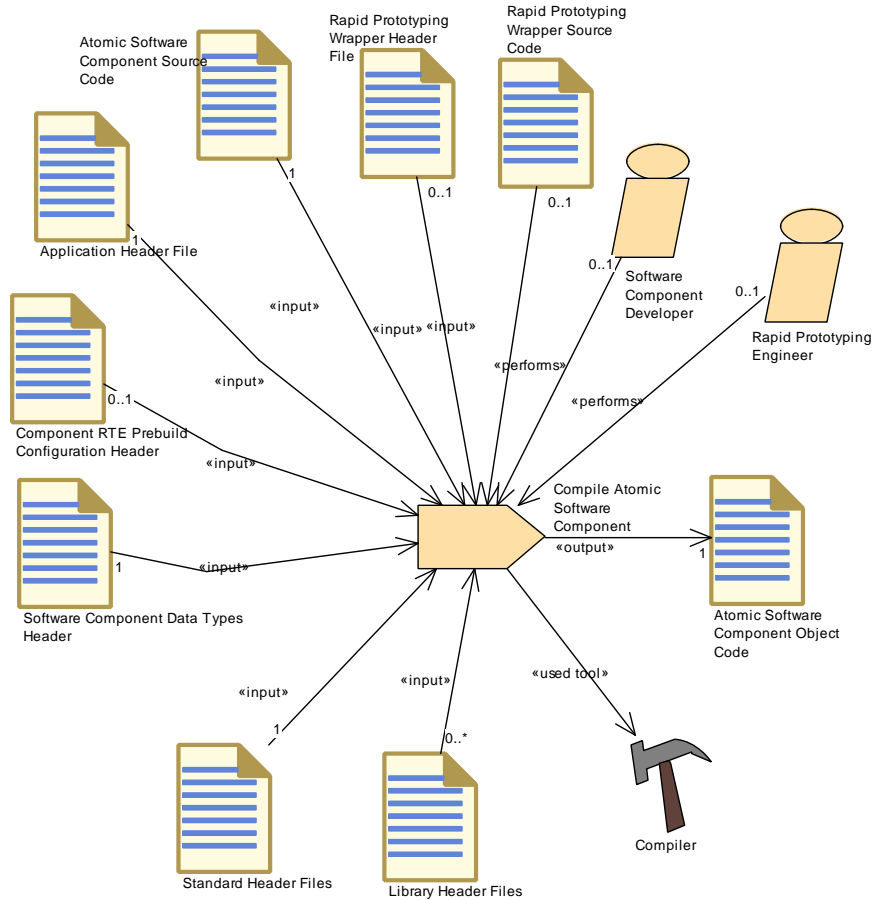 Rapid Prototyping
Wrapper Header
File
Rapid Prototyping
Wrapper Source
Code
Atomic Software
Component Source
Code
1
0..1
0..1
Application Header File
1
Software
Component
Developer
0..1
Rapid Prototyping
Engineer
0..1
«input»
«input»
«input»
«performs»
«input»
«performs»
0..1
Component RTE Prebuild
Configuration Header
«input»
Compile Atomic
Software
Component
«output»
1
1
«input»
Software Component Data Types
Header
Atomic Software
Component Object
Code
«input»
«input»
«used tool»
1
0..*
Compiler
Standard Header Files
Library Header Files